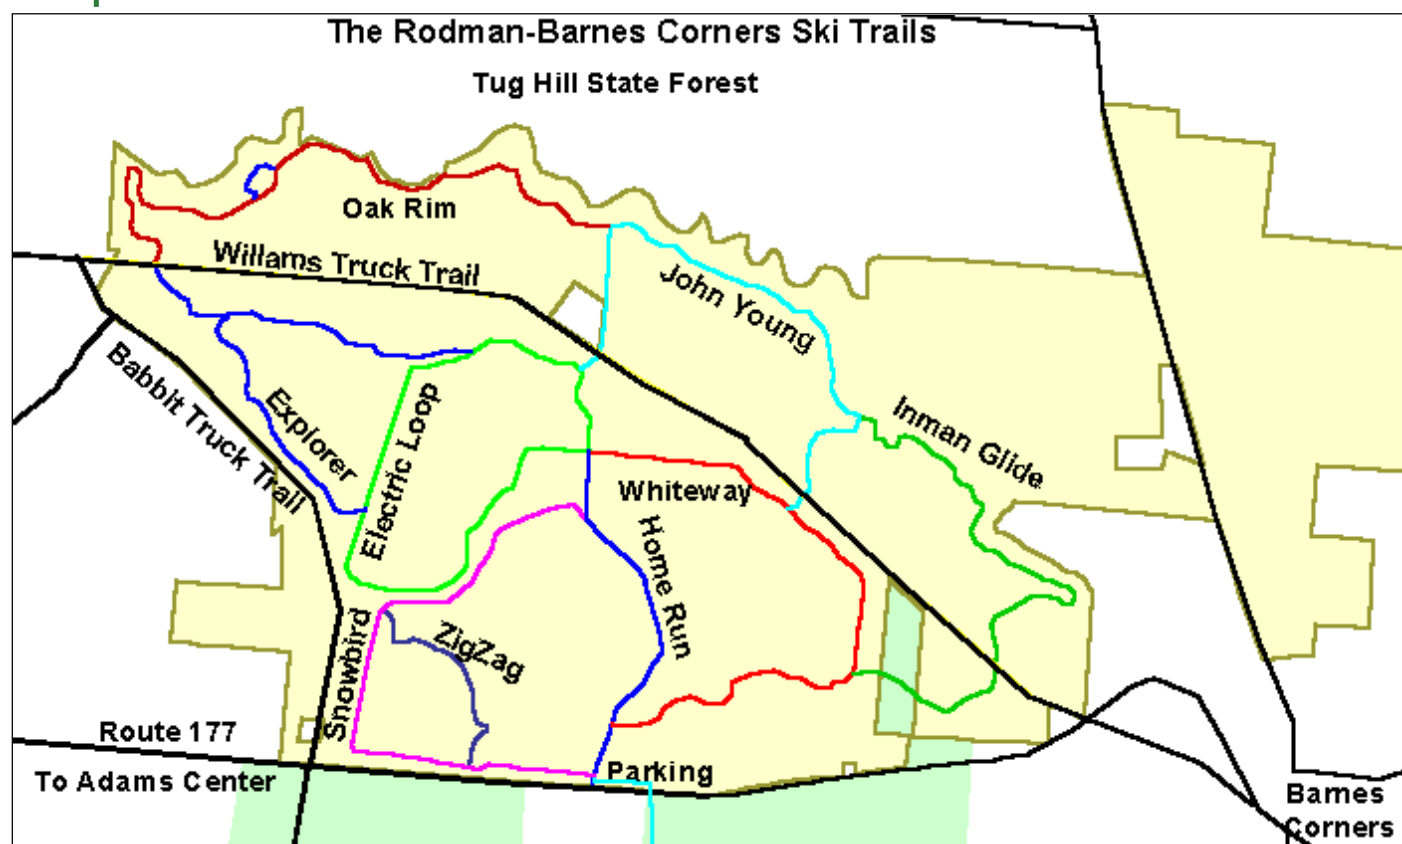 The Rodman-Barnes Corners Ski Trails
Tug Hill State Forest
Oak Rim
Willams Truck Trail
John Young
Babbit Truck Trail
Explorer
Electric Loop
Inman Glide
Whiteway
Home Run
Snowbird
ZigZag
Route 177
To Adams Center
Parking
Barnes
Corners